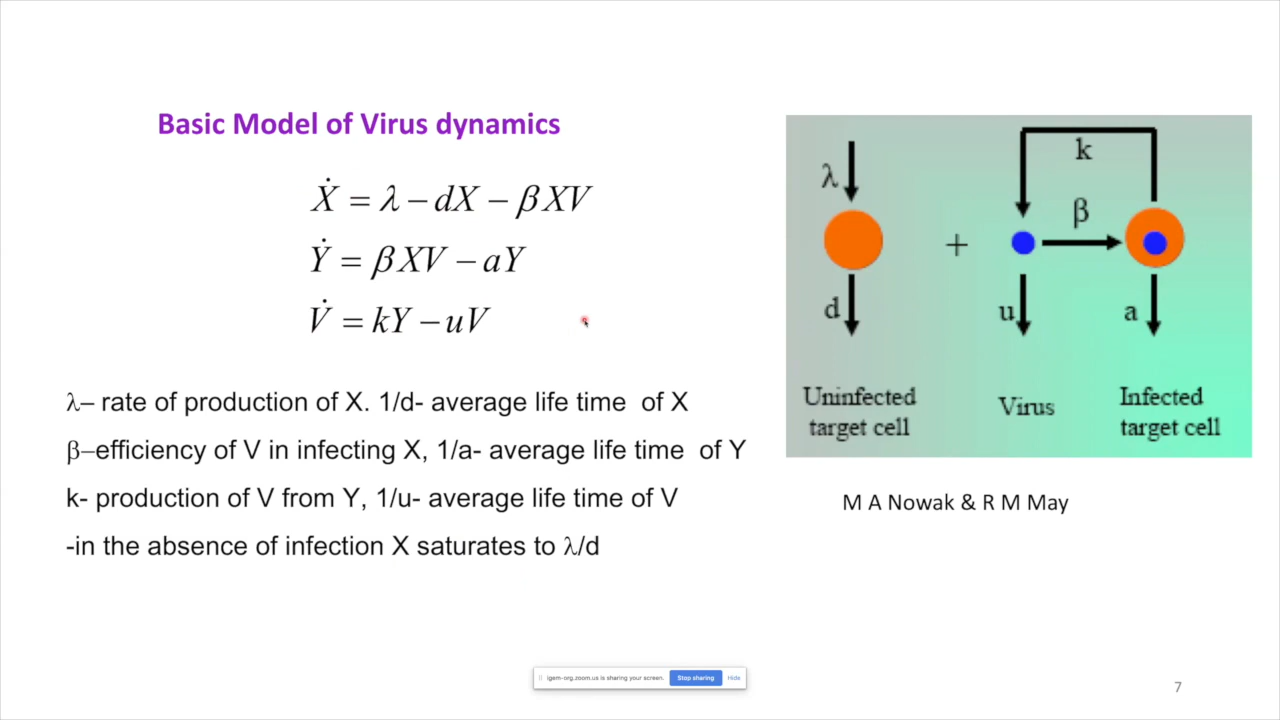 Basic Model of Virus dynamics
Ẋ = λ − dX − βXV
Ẏ = βXV − aY
V̇ = kY − uV
λ– rate of production of X. 1/d- average life time of X
β–efficiency of V in infecting X, 1/a- average life time of Y
k- production of V from Y, 1/u- average life time of V
-in the absence of infection X saturates to λ/d
k
λ
β
+
d
u
a
Uninfected
target cell
Virus
Infected
target cell
M A Nowak & R M May
igem-org.zoom.us is sharing your screen. Stop sharing Hide
7